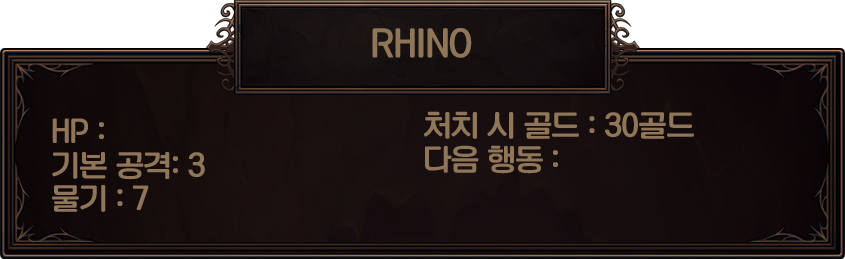 RHINO
HP :
기본 공격: 3
물기 : 7
처치 시 골드 : 30골드
다음 행동 :